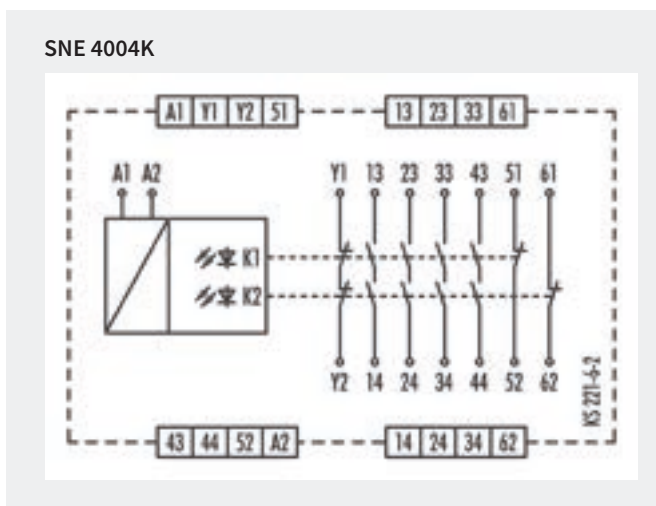 SNE 4004K
A1 Y1 Y2 51 13 23 33 61
A1 A2 Y1 13 23 33 43 51 61
K1
K2
Y2 14 24 34 44 52 62
KS 221-6-2
43 44 52 A2 14 24 34 62